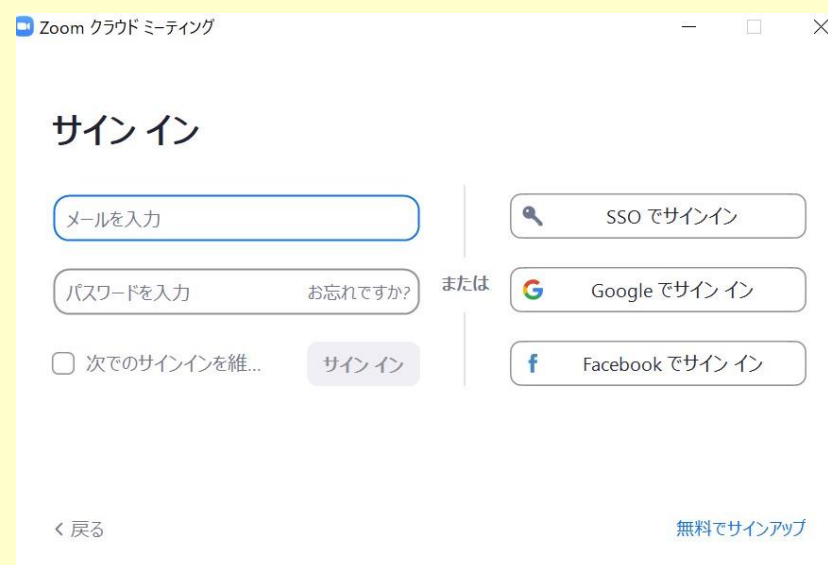 Zoom クラウド ミーティング
サイン イン
メールを入力
パスワードを入力 お忘れですか?
次でのサインインを維...
サイン イン
または
SSO でサインイン
Google でサイン イン
Facebook でサイン イン
戻る
無料でサインアップ